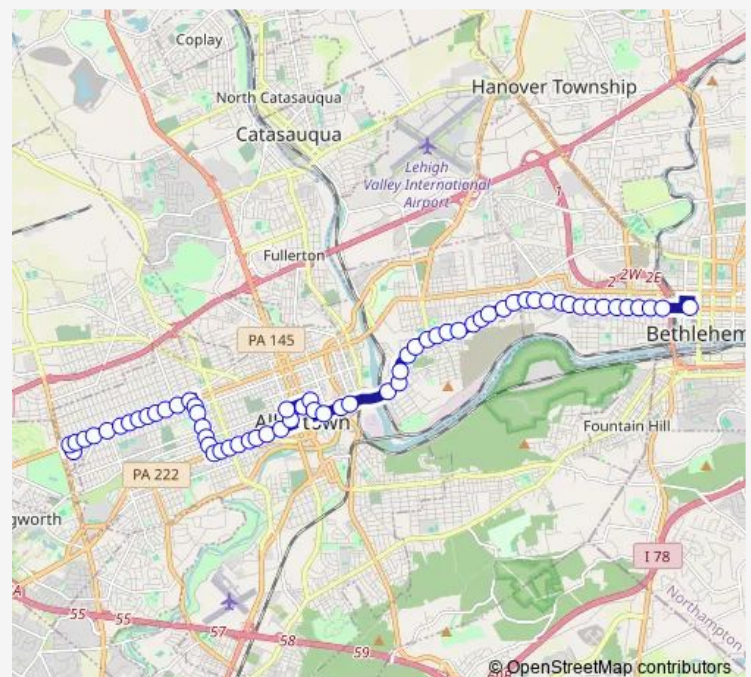 Coplay
North Catasauqua
Hanover Township
Catasauqua
Lehigh
Valley International
Airport
1
Fullerton
2
2W 2E
PA 145
Bethlehem
Fountain Hill
PA 222
gworth
I 78
A
55
55
57
58
59
Northampton
© OpenStreetMap contributors